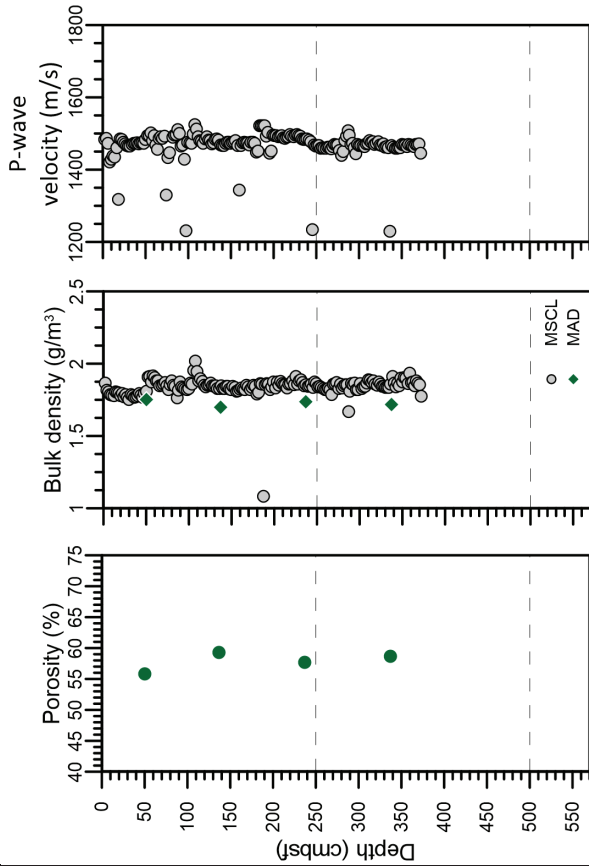 P-wave
velocity (m/s)
1200 1400 1600 1800
Bulk density (g/m³)
1 1.5 2 2.5
MSCL
MAD
Porosity (%)
40 45 50 55 60 65 70 75
0 50 100 150 200 250 300 350 400 450 500 550
Depth (cmbsf)